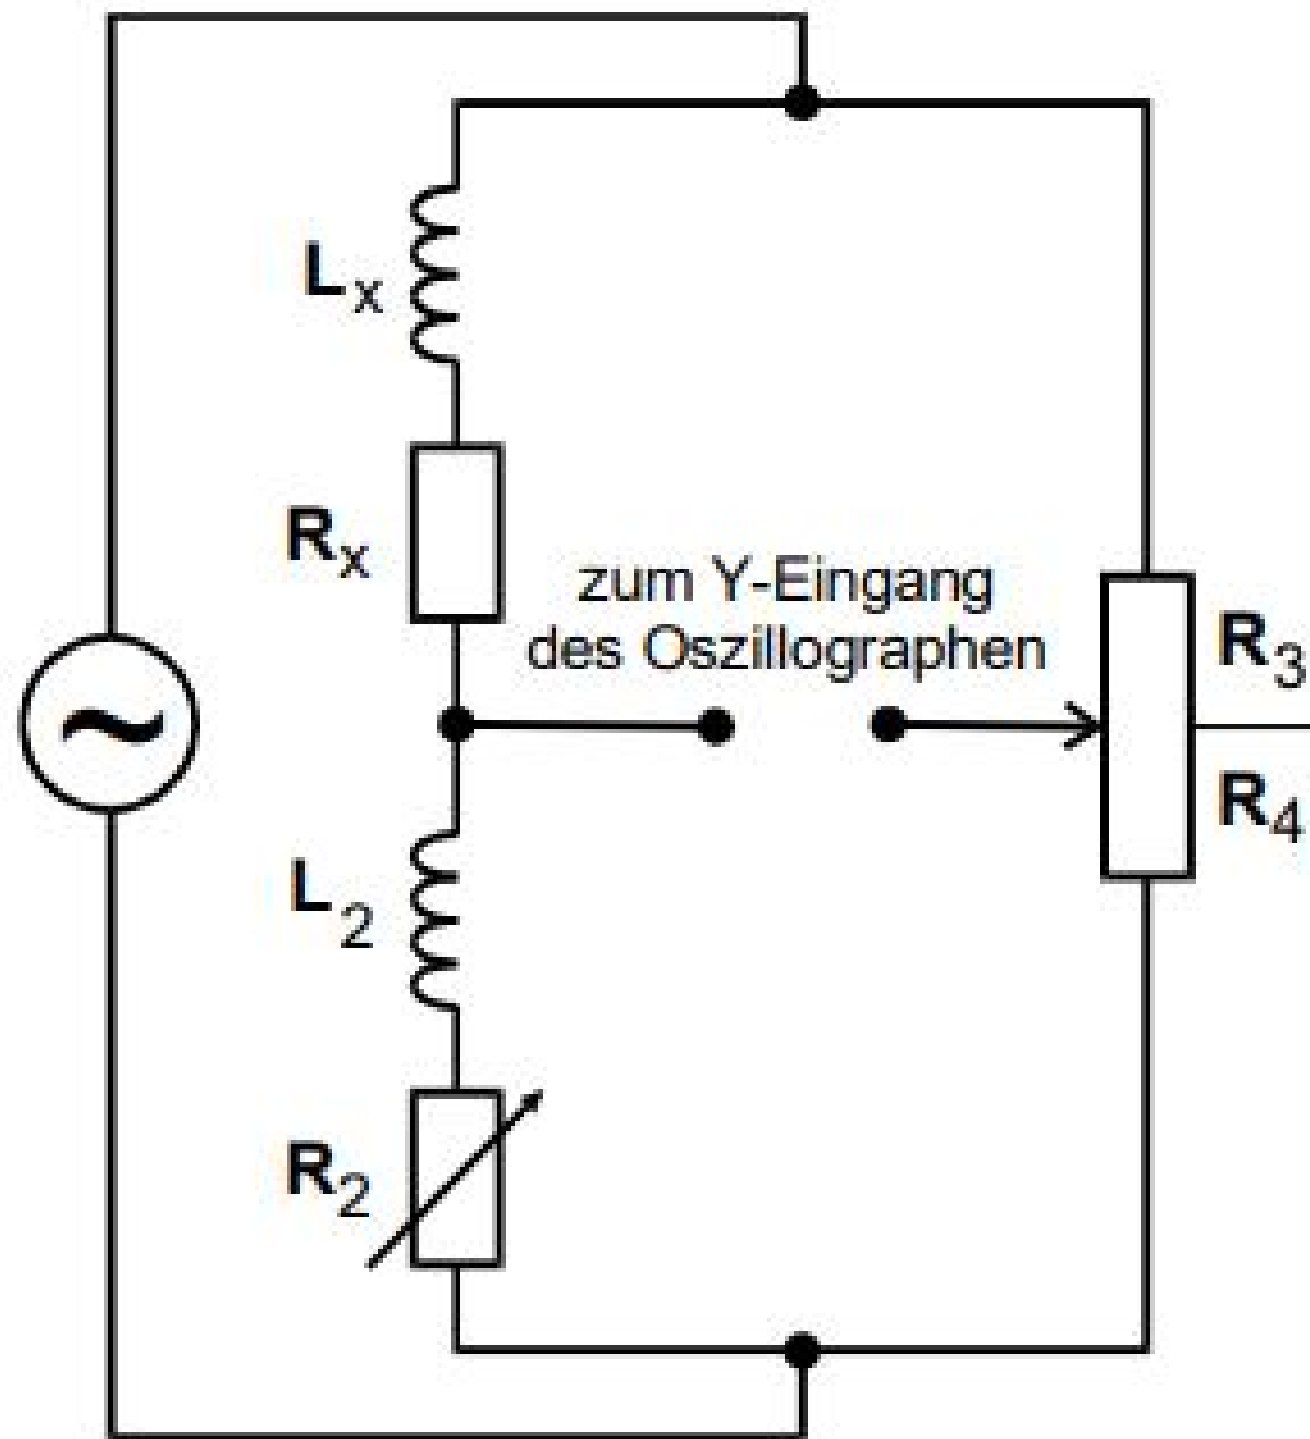 Lx
Rx
zum Y-Eingang
des Oszillographen
R3
R4
L2
R2